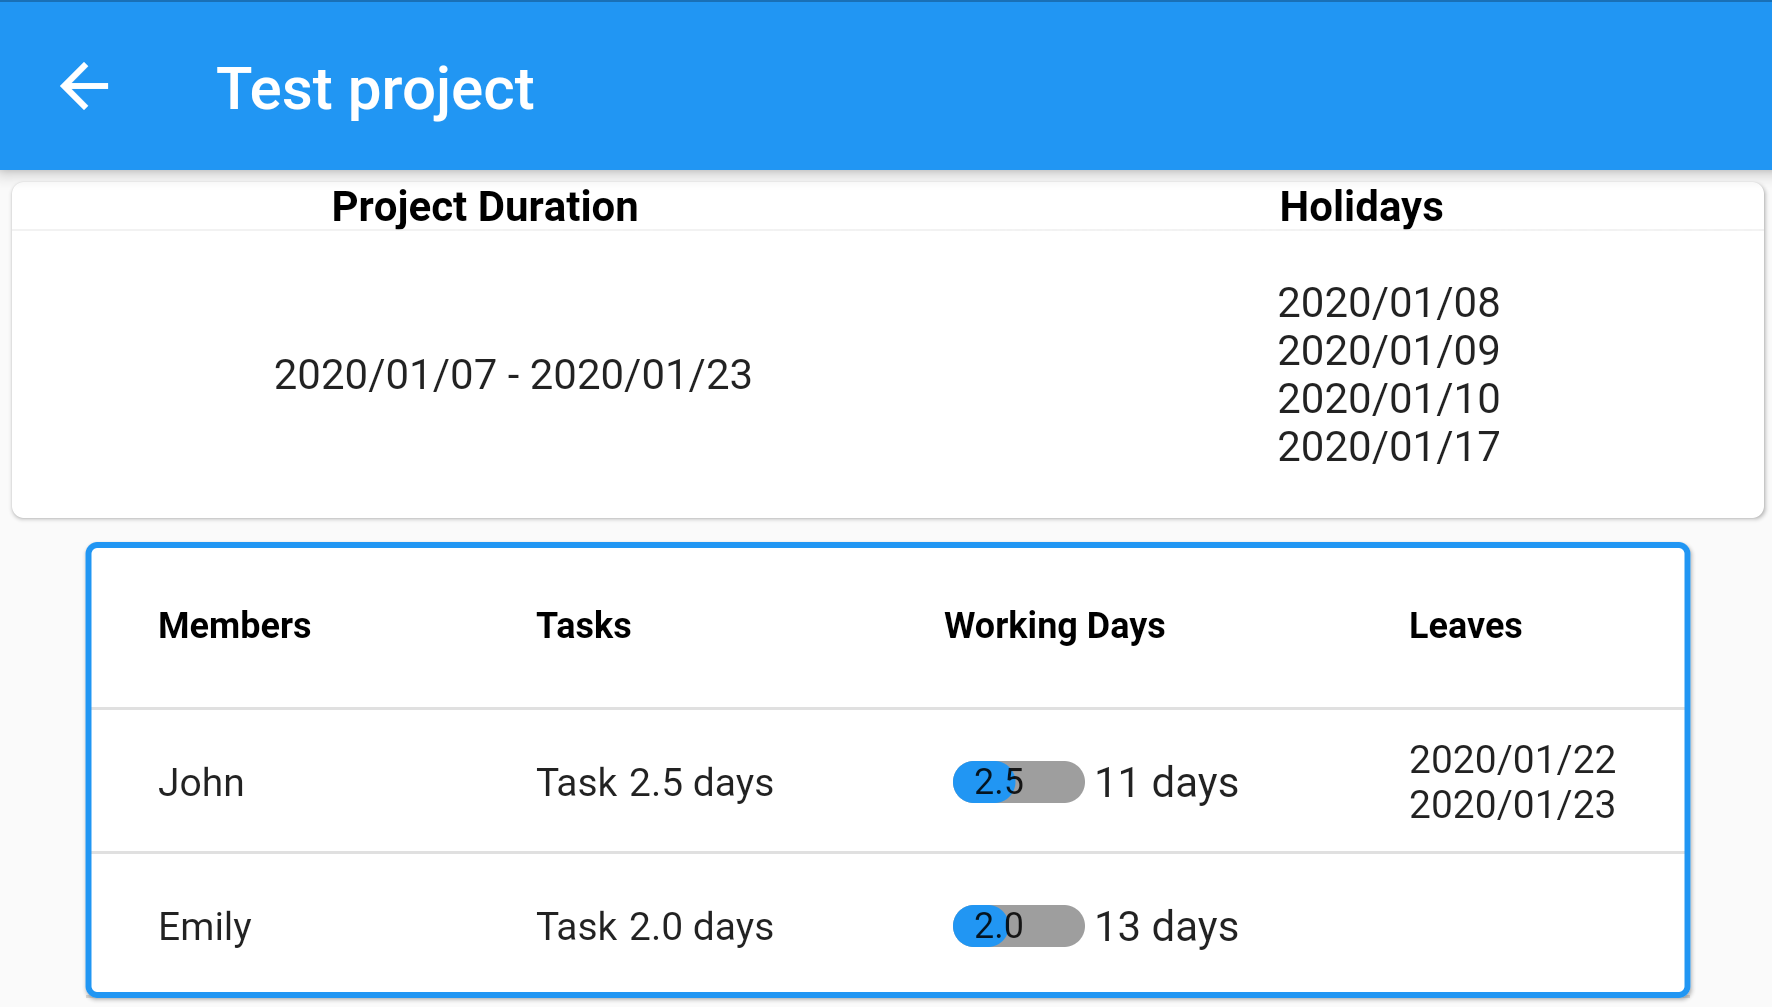 Test project
Project Duration Holidays
2020/01/07 - 2020/01/23
2020/01/08
2020/01/09
2020/01/10
2020/01/17
Members Tasks Working Days Leaves
John Task 2.5 days 2.5 11 days 2020/01/22
2020/01/23
Emily Task 2.0 days 2.0 13 days